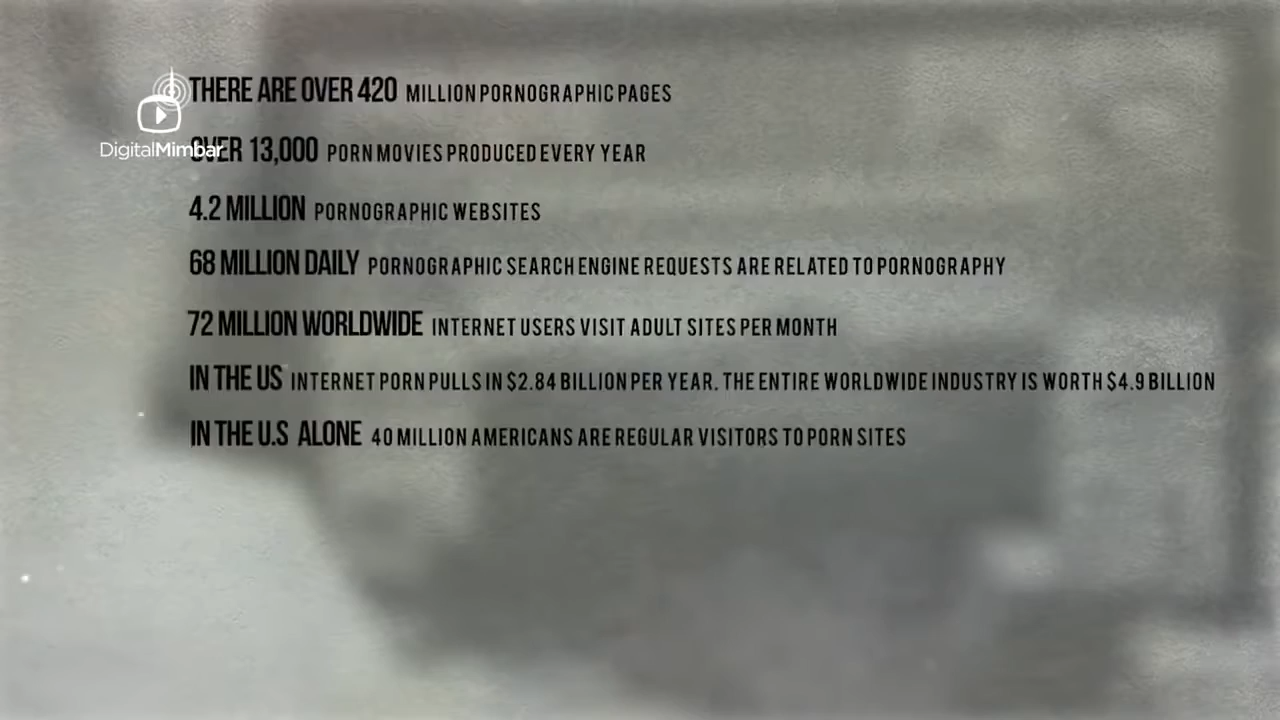 THERE ARE OVER 420 MILLION PORNOGRAPHIC PAGES
DigitalMimbar
OVER 13,000 PORN MOVIES PRODUCED EVERY YEAR
4.2 MILLION PORNOGRAPHIC WEBSITES
68 MILLION DAILY PORNOGRAPHIC SEARCH ENGINE REQUESTS ARE RELATED TO PORNOGRAPHY
72 MILLION WORLDWIDE INTERNET USERS VISIT ADULT SITES PER MONTH
IN THE US INTERNET PORN PULLS IN $2.84 BILLION PER YEAR. THE ENTIRE WORLDWIDE INDUSTRY IS WORTH $4.9 BILLION
IN THE U.S ALONE 40 MILLION AMERICANS ARE REGULAR VISITORS TO PORN SITES